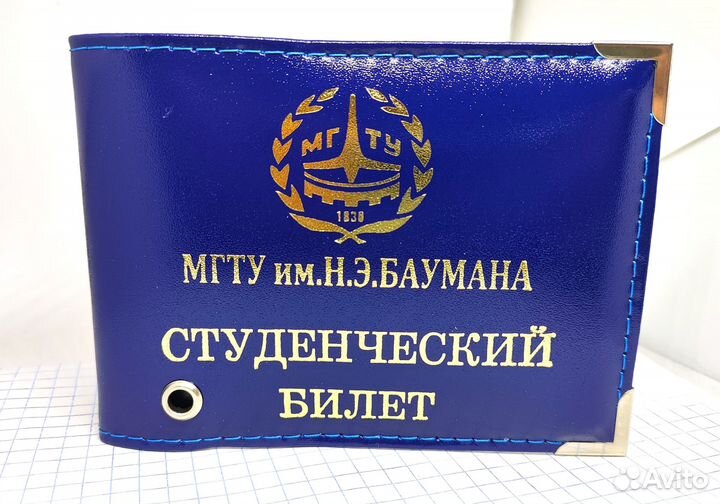 МГ ТУ
1830
МГТУ им.Н.Э.БАУМАНА
СТУДЕНЧЕСКИЙ
БИЛЕТ
Avito